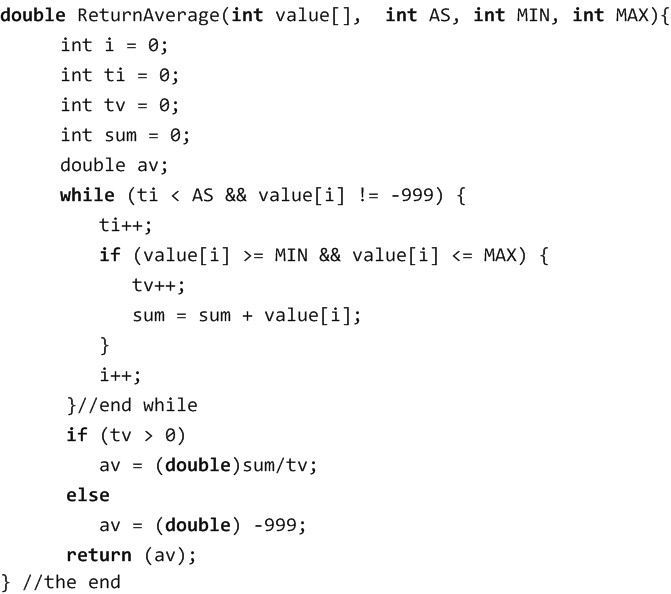 double ReturnAverage(int value[], int AS, int MIN, int MAX){
int i = 0;
int ti = 0;
int tv = 0;
int sum = 0;
double av;
while (ti < AS && value[i] != -999) {
ti++;
if (value[i] >= MIN && value[i] <= MAX) {
tv++;
sum = sum + value[i];
}
i++;
}//end while
if (tv > 0)
av = (double)sum/tv;
else
av = (double) -999;
return (av);
} //the end